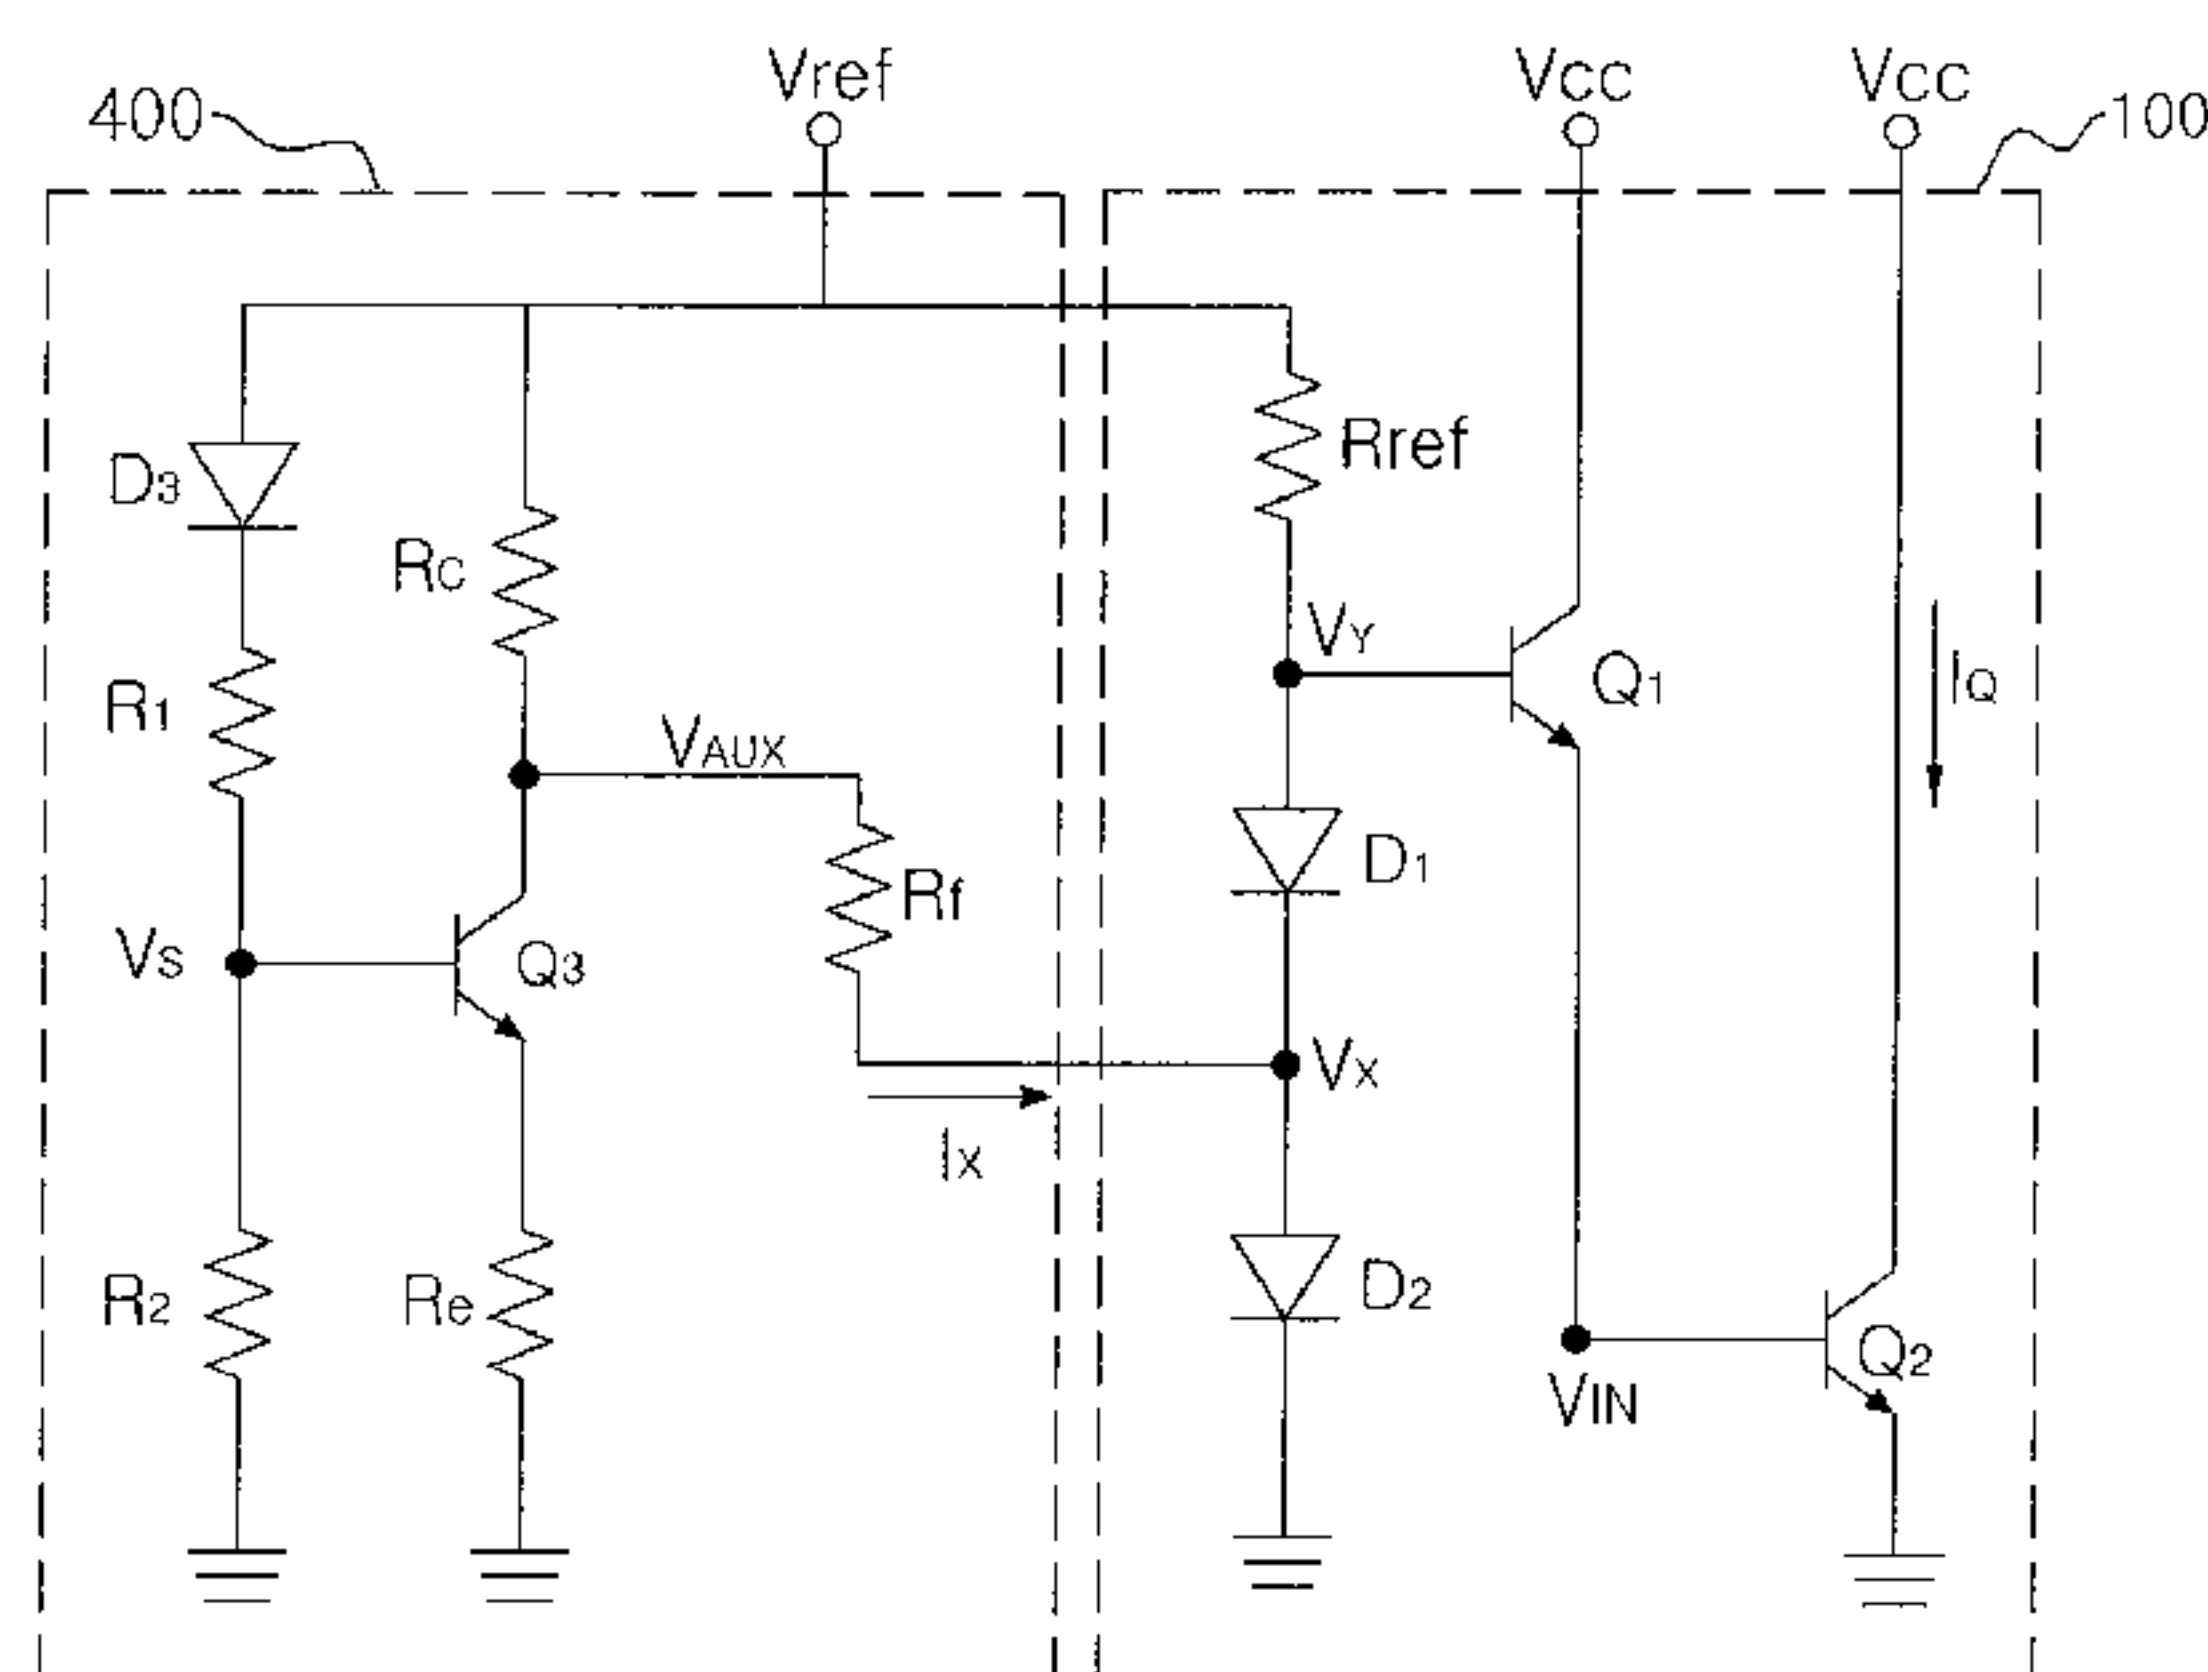 Vref
VCC
VCC
400
100
D3
Rref
RC
VY
R1
Q1
IQ
VAUX
D1
Rf
VS
Q3
VX
IX
R2
Re
D2
Q2
VIN